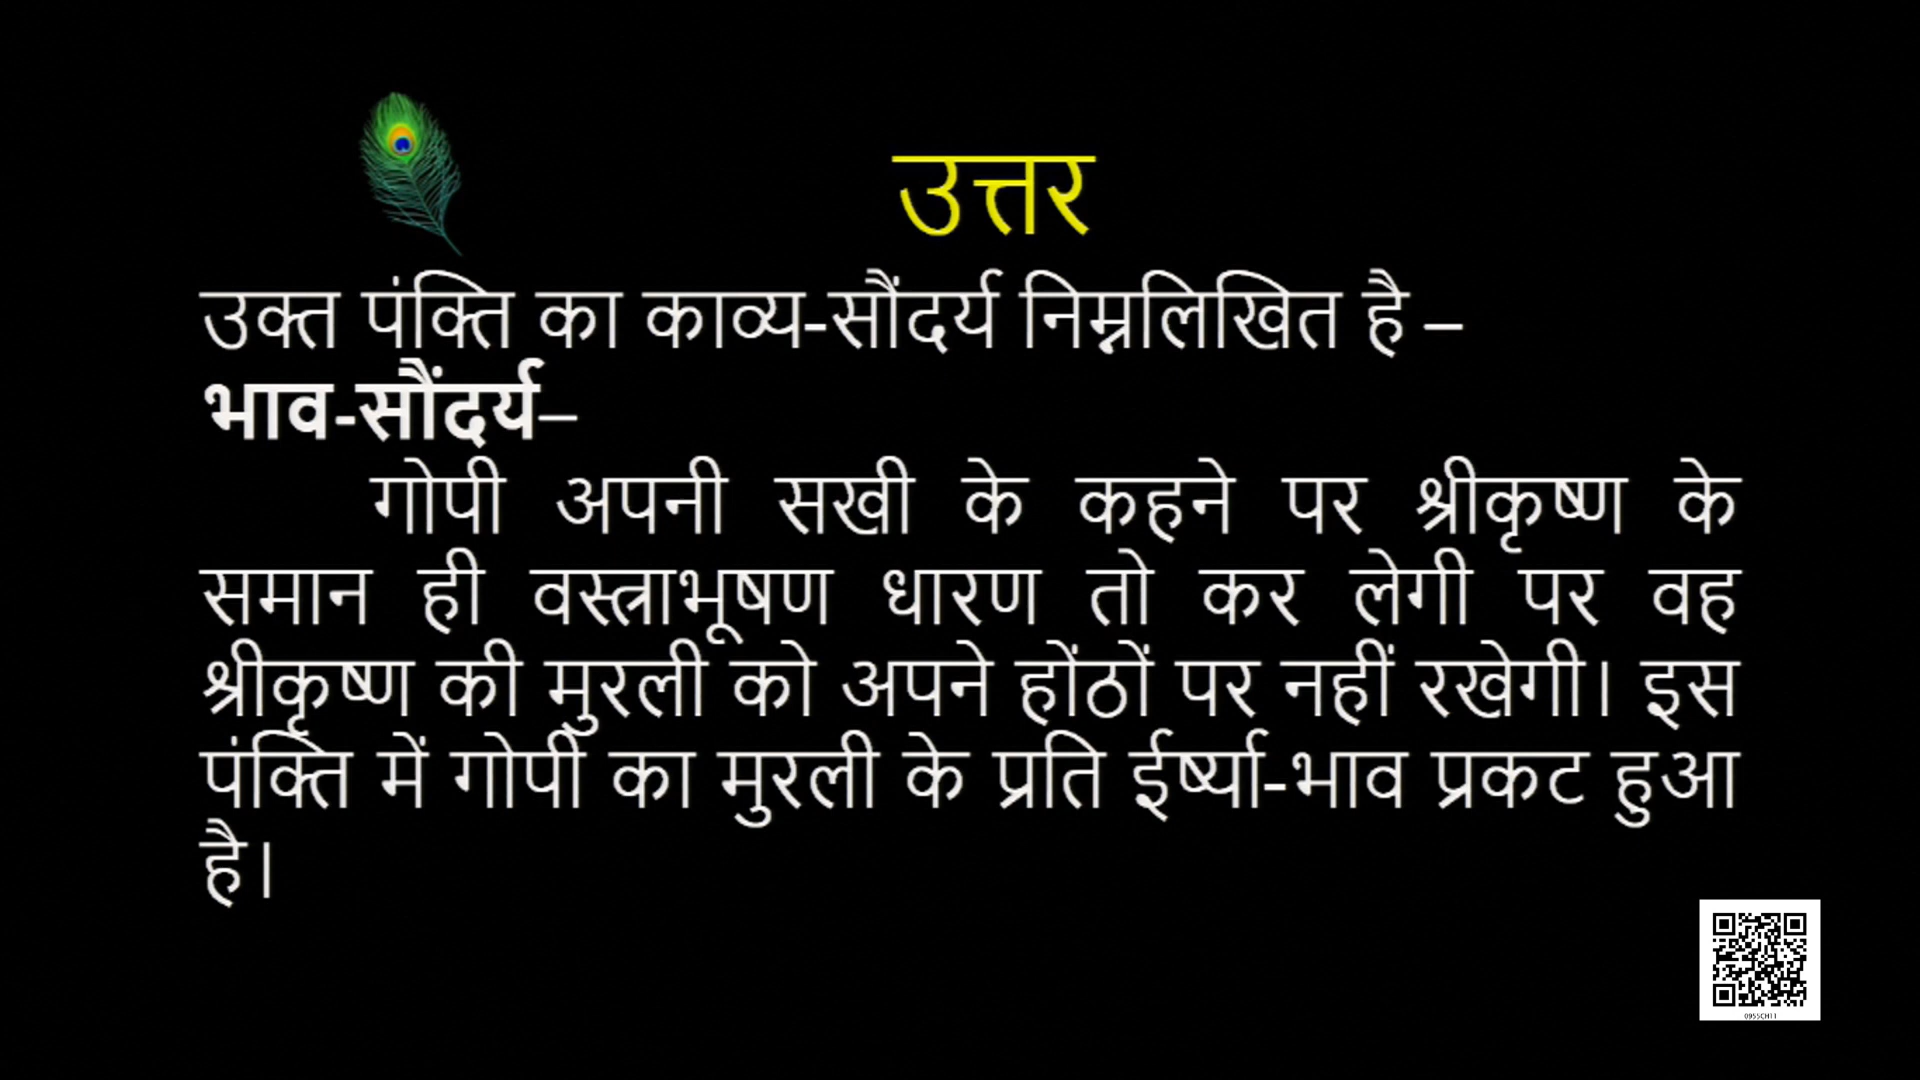 उत्तर
उक्त पंक्ति का काव्य-सौंदर्य निम्नलिखित है –
भाव-सौंदर्य–
गोपी अपनी सखी के कहने पर श्रीकृष्ण के
समान ही वस्त्राभूषण धारण तो कर लेगी पर वह
श्रीकृष्ण की मुरली को अपने होंठों पर नहीं रखेगी। इस
पंक्ति में गोपी का मुरली के प्रति ईर्ष्या-भाव प्रकट हुआ
है।
0955CH11